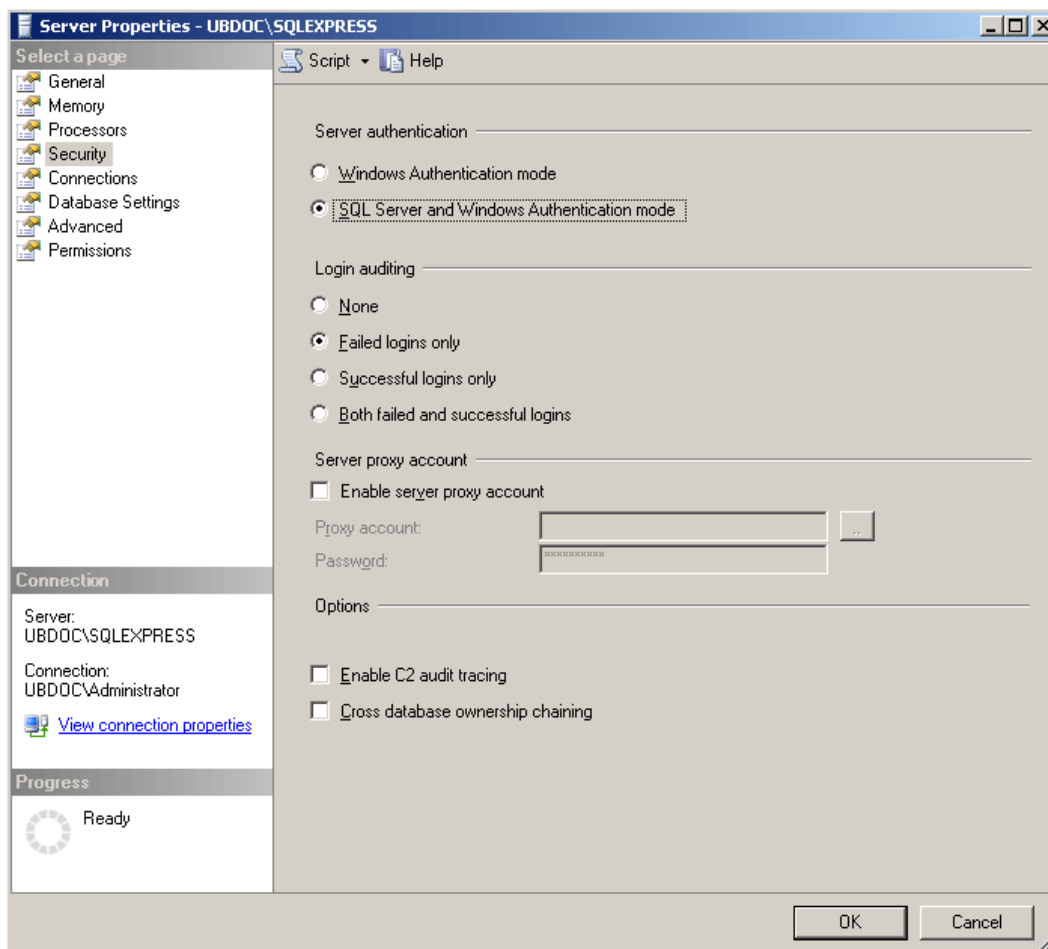 Server Properties - UBDOC\SQLEXPRESS
Select a page
General
Memory
Processors
Security
Connections
Database Settings
Advanced
Permissions
Script Help
Server authentication
Windows Authentication mode
SQL Server and Windows Authentication mode
Login auditing
None
Failed logins only
Successful logins only
Both failed and successful logins
Server proxy account
Enable server proxy account
Proxy account:
..
Password:
**********
Options
Enable C2 audit tracing
Cross database ownership chaining
Connection
Server:
UBDOC\SQLEXPRESS
Connection:
UBDOC\Administrator
View connection properties
Progress
Ready
OK Cancel